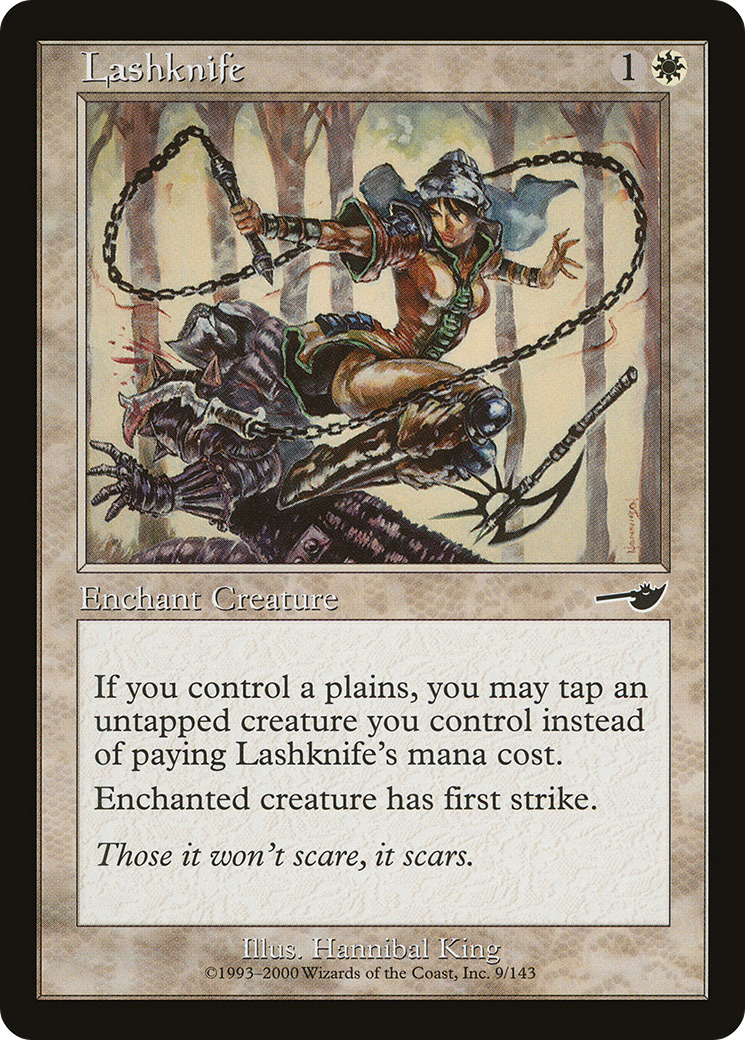 Lashknife 1
Enchant Creature
If you control a plains, you may tap an
untapped creature you control instead
of paying Lashknife's mana cost.
Enchanted creature has first strike.
Those it won't scare, it scars.
Illus. Hannibal King
©1993–2000 Wizards of the Coast, Inc. 9/143